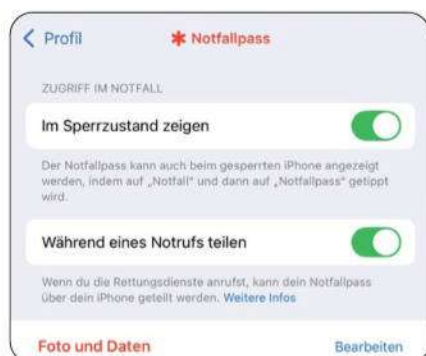 Profil
Notfallpass
ZUGRIFF IM NOTFALL
Im Sperrzustand zeigen
Der Notfallpass kann auch beim gesperrten iPhone angezeigt
werden, indem auf „Notfall" und dann auf „Notfallpass" getippt
wird.
Während eines Notrufs teilen
Wenn du die Rettungsdienste anrufst, kann dein Notfallpass
über dein iPhone geteilt werden. Weitere Infos
Foto und Daten
Bearbeiten